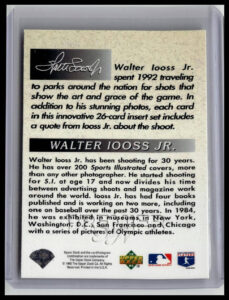 Walter Iooss Jr.
Walter Iooss Jr.
spent 1992 traveling
to parks around the nation for shots that
show the art and grace of the game. In
addition to his stunning photos, each card
in this innovative 26-card insert set includes
a quote from Iooss Jr. about the shoot.
WALTER IOOSS JR.
Walter Iooss Jr. has been shooting for 30 years.
He has over 200 Sports Illustrated covers, more
than any other photographer. He started shooting
for S.I. at age 17 and now divides his time
between advertising shoots and magazine work
around the world. Iooss Jr. has had four books
published and is working on two more, including
one on baseball over the past 30 years. In 1984,
he was exhibited in museums in New York,
Washington, D.C., San Francisco and Chicago
with a series of pictures of Olympic athletes.